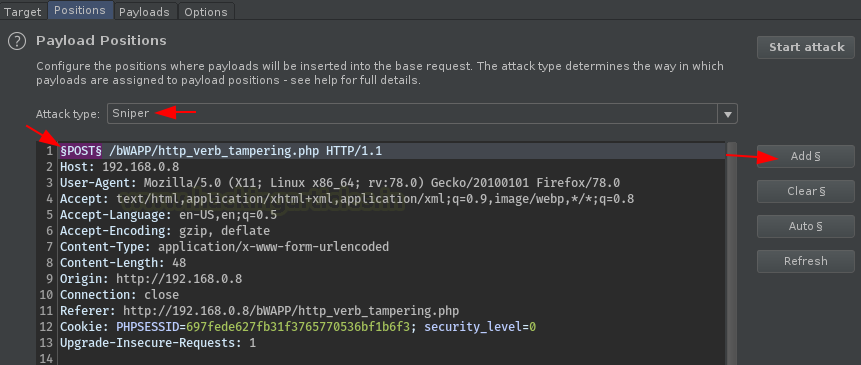 Target Positions Payloads Options
? Payload Positions
Start attack
Configure the positions where payloads will be inserted into the base request. The attack type determines the way in which
payloads are assigned to payload positions - see help for full details.
Attack type: Sniper
1 §POST§ /bWAPP/http_verb_tampering.php HTTP/1.1
2 Host: 192.168.0.8
3 User-Agent: Mozilla/5.0 (X11; Linux x86_64; rv:78.0) Gecko/20100101 Firefox/78.0
4 Accept: text/html,application/xhtml+xml,application/xml;q=0.9,image/webp,*/*;q=0.8
5 Accept-Language: en-US,en;q=0.5
6 Accept-Encoding: gzip, deflate
7 Content-Type: application/x-www-form-urlencoded
8 Content-Length: 48
9 Origin: http://192.168.0.8
10 Connection: close
11 Referer: http://192.168.0.8/bWAPP/http_verb_tampering.php
12 Cookie: PHPSESSID=697fede627fb31f3765770536bf1b6f3; security_level=0
13 Upgrade-Insecure-Requests: 1
14
Add §
Clear §
Auto §
Refresh